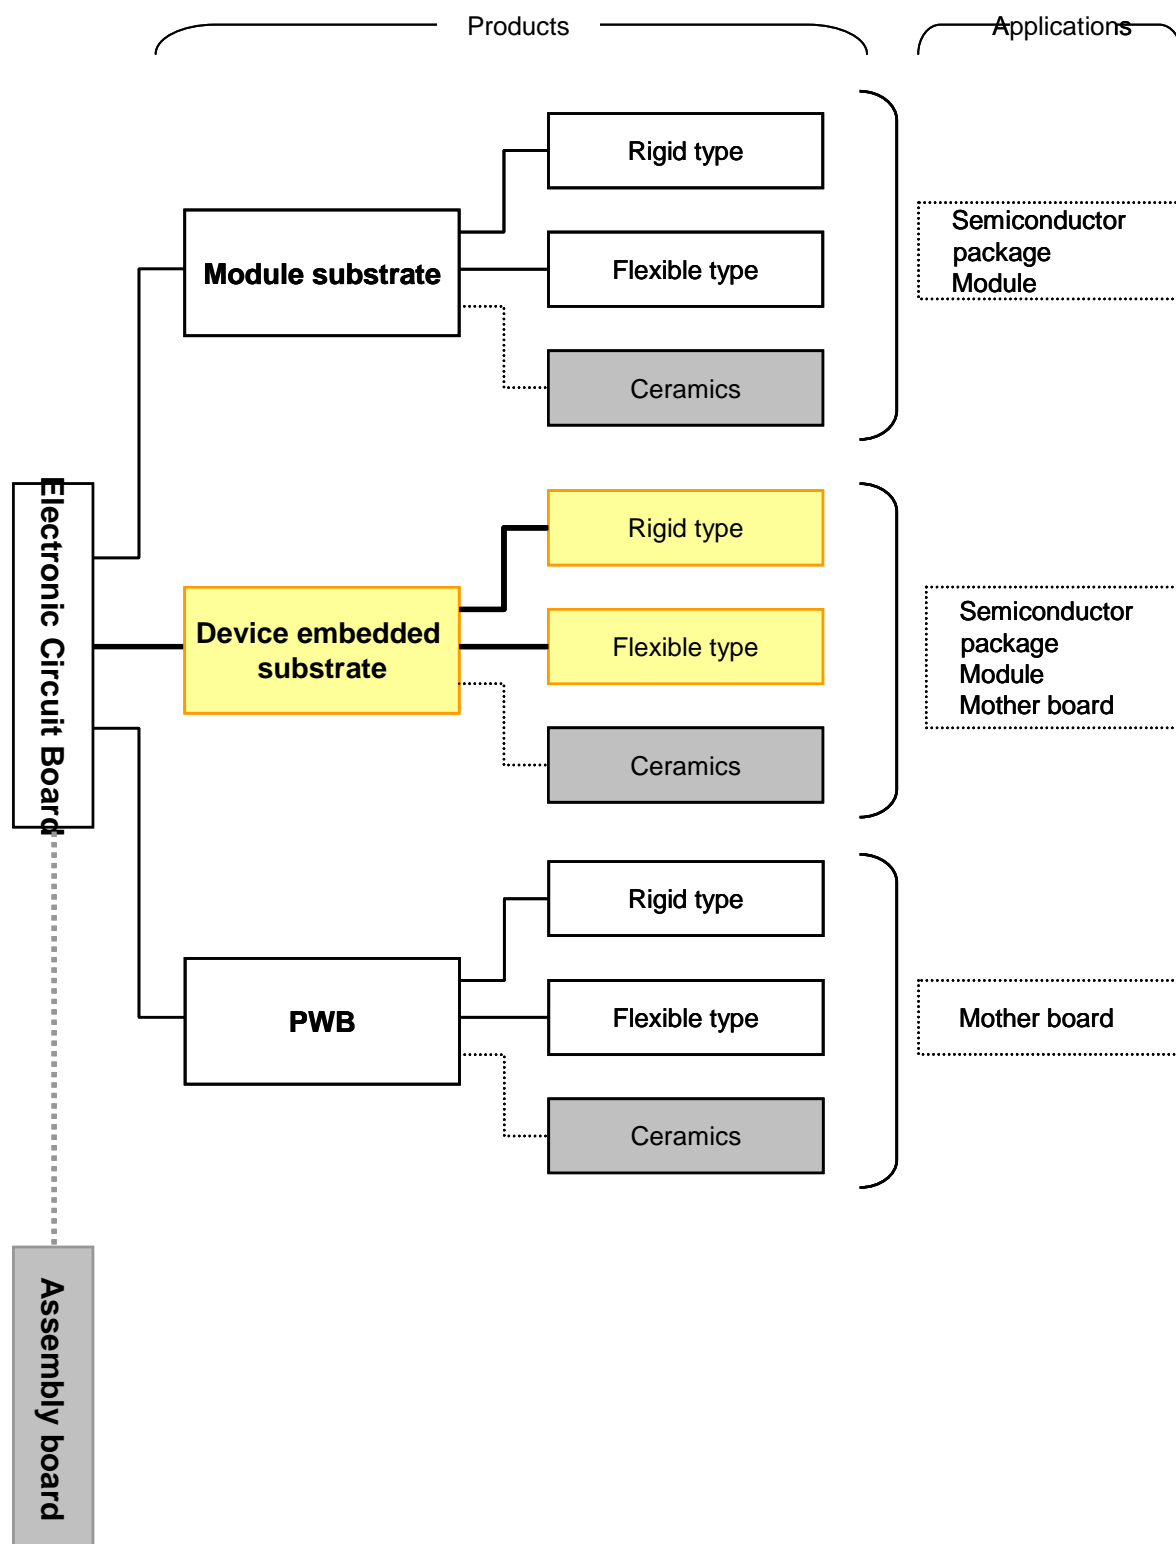 Products
Applications
Rigid type
Module substrate
Flexible type
Ceramics
Semiconductor
package
Module
Electronic Circuit Board
Rigid type
Device embedded
substrate
Flexible type
Ceramics
Semiconductor
package
Module
Mother board
Rigid type
PWB
Flexible type
Ceramics
Mother board
Assembly board